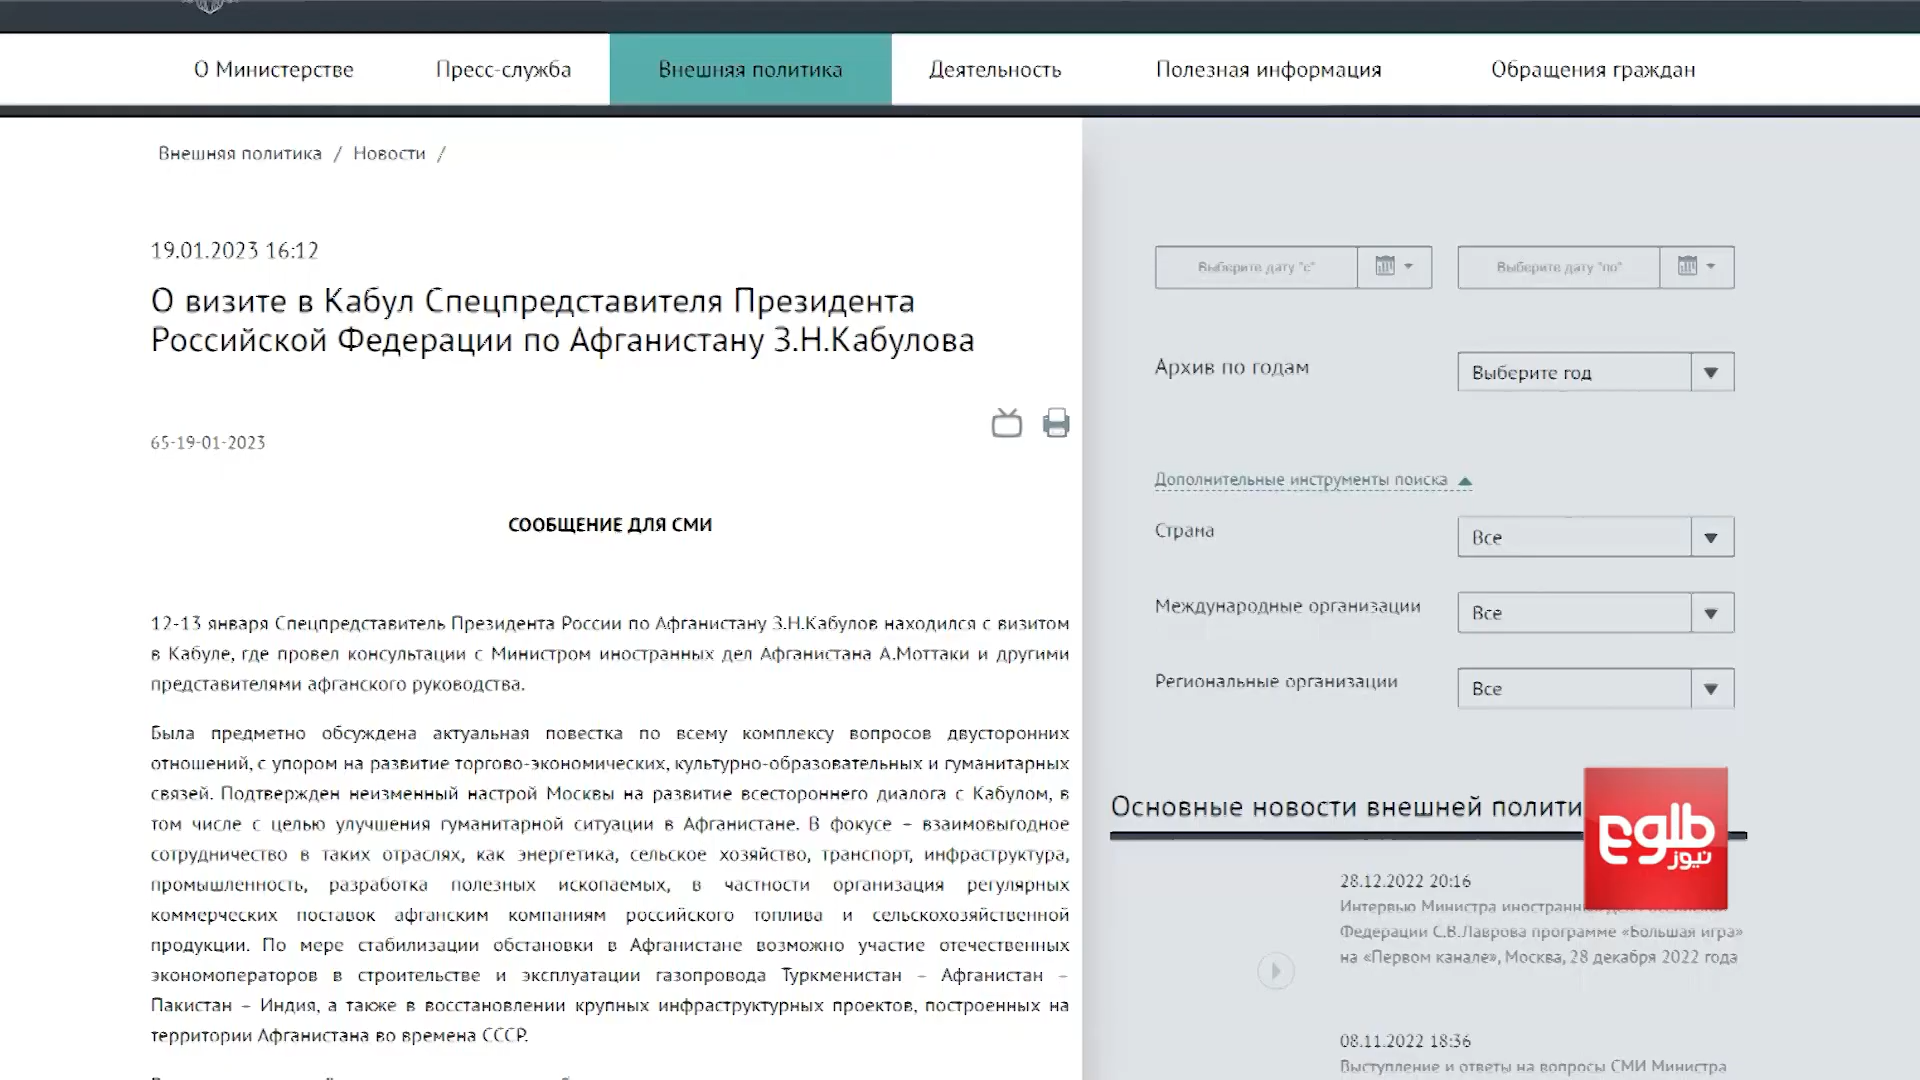 О Министерстве
Пресс-служба
Внешняя политика
Деятельность
Полезная информация
Обращения граждан
Внешняя политика / Новости /
19.01.2023 16:12
О визите в Кабул Спецпредставителя Президента
Российской Федерации по Афганистану З.Н.Кабулова
65-19-01-2023
СООБЩЕНИЕ ДЛЯ СМИ
12-13 января Спецпредставитель Президента России по Афганистану З.Н.Кабулов находился с визитом
в Кабуле, где провел консультации с Министром иностранных дел Афганистана А.Моттаки и другими
представителями афганского руководства.
Была предметно обсуждена актуальная повестка по всему комплексу вопросов двусторонних
отношений, с упором на развитие торгово-экономических, культурно-образовательных и гуманитарных
связей. Подтвержден неизменный настрой Москвы на развитие всестороннего диалога с Кабулом, в
том числе с целью улучшения гуманитарной ситуации в Афганистане. В фокусе – взаимовыгодное
сотрудничество в таких отраслях, как энергетика, сельское хозяйство, транспорт, инфраструктура,
промышленность, разработка полезных ископаемых, в частности организация регулярных
коммерческих поставок афганским компаниям российского топлива и сельскохозяйственной
продукции. По мере стабилизации обстановки в Афганистане возможно участие отечественных
экономоператоров в строительстве и эксплуатации газопровода Туркменистан – Афганистан –
Пакистан – Индия, а также в восстановлении крупных инфраструктурных проектов, построенных на
территории Афганистана во времена СССР.
Выберите дату "с"
Выберите дату "по"
Архив по годам
Выберите год
Дополнительные инструменты поиска
Страна
Все
Международные организации
Все
Региональные организации
Все
Основные новости внешней полити
طلوع
نیوز
28.12.2022 20:16
Интервью Министра
Федерации С.В.Лаврова программе «Большая игра»
на «Первом канале», Москва, 28 декабря 2022 года
08.11.2022 18:36
Выступление и ответы на вопросы СМИ Министра